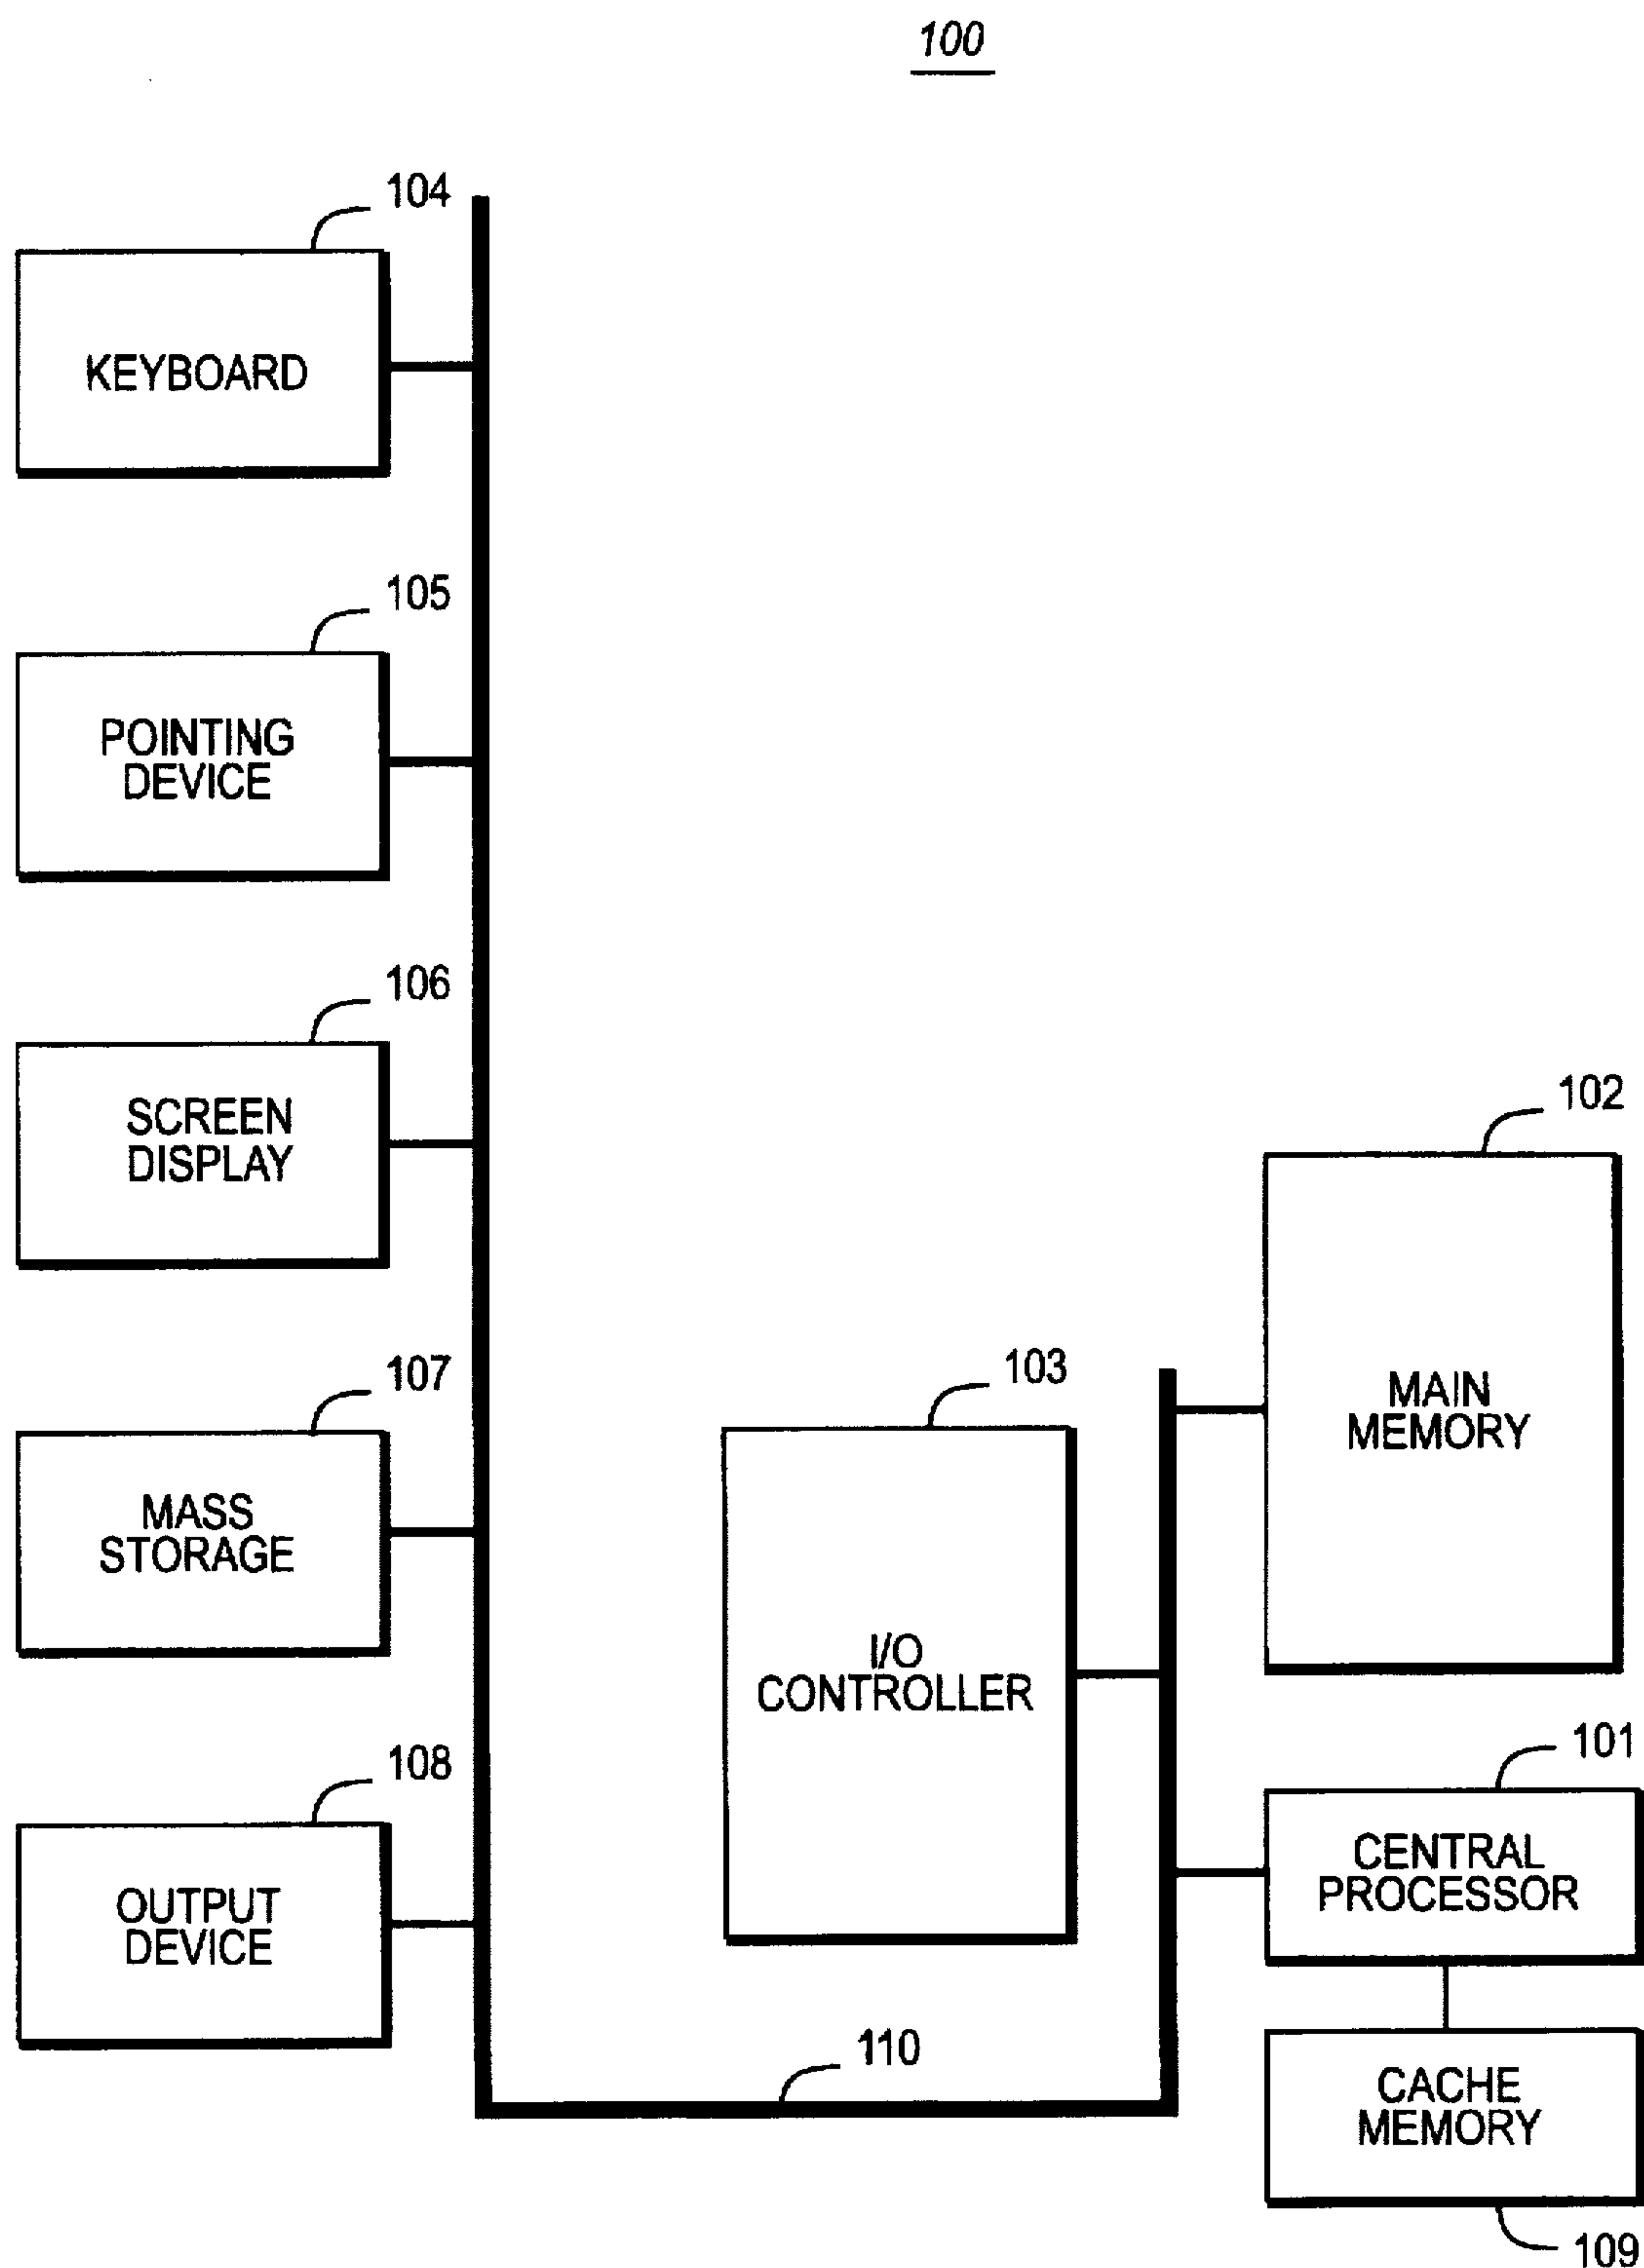 100
104
KEYBOARD
105
POINTING
DEVICE
106
SCREEN
DISPLAY
107
MASS
STORAGE
108
OUTPUT
DEVICE
103
I/O
CONTROLLER
102
MAIN
MEMORY
101
CENTRAL
PROCESSOR
110
CACHE
MEMORY
109